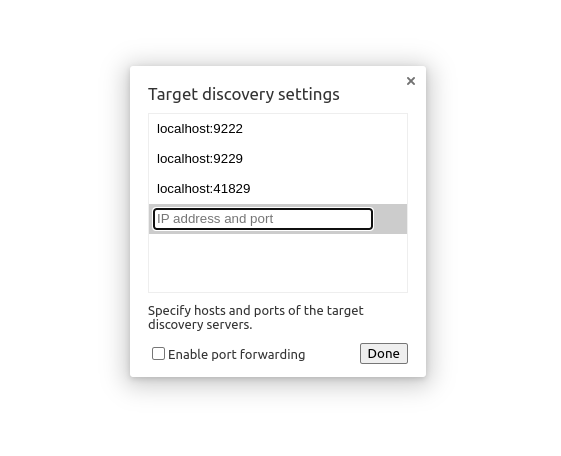 Target discovery settings
localhost:9222
localhost:9229
localhost:41829
IP address and port
Specify hosts and ports of the target
discovery servers.
Enable port forwarding
Done